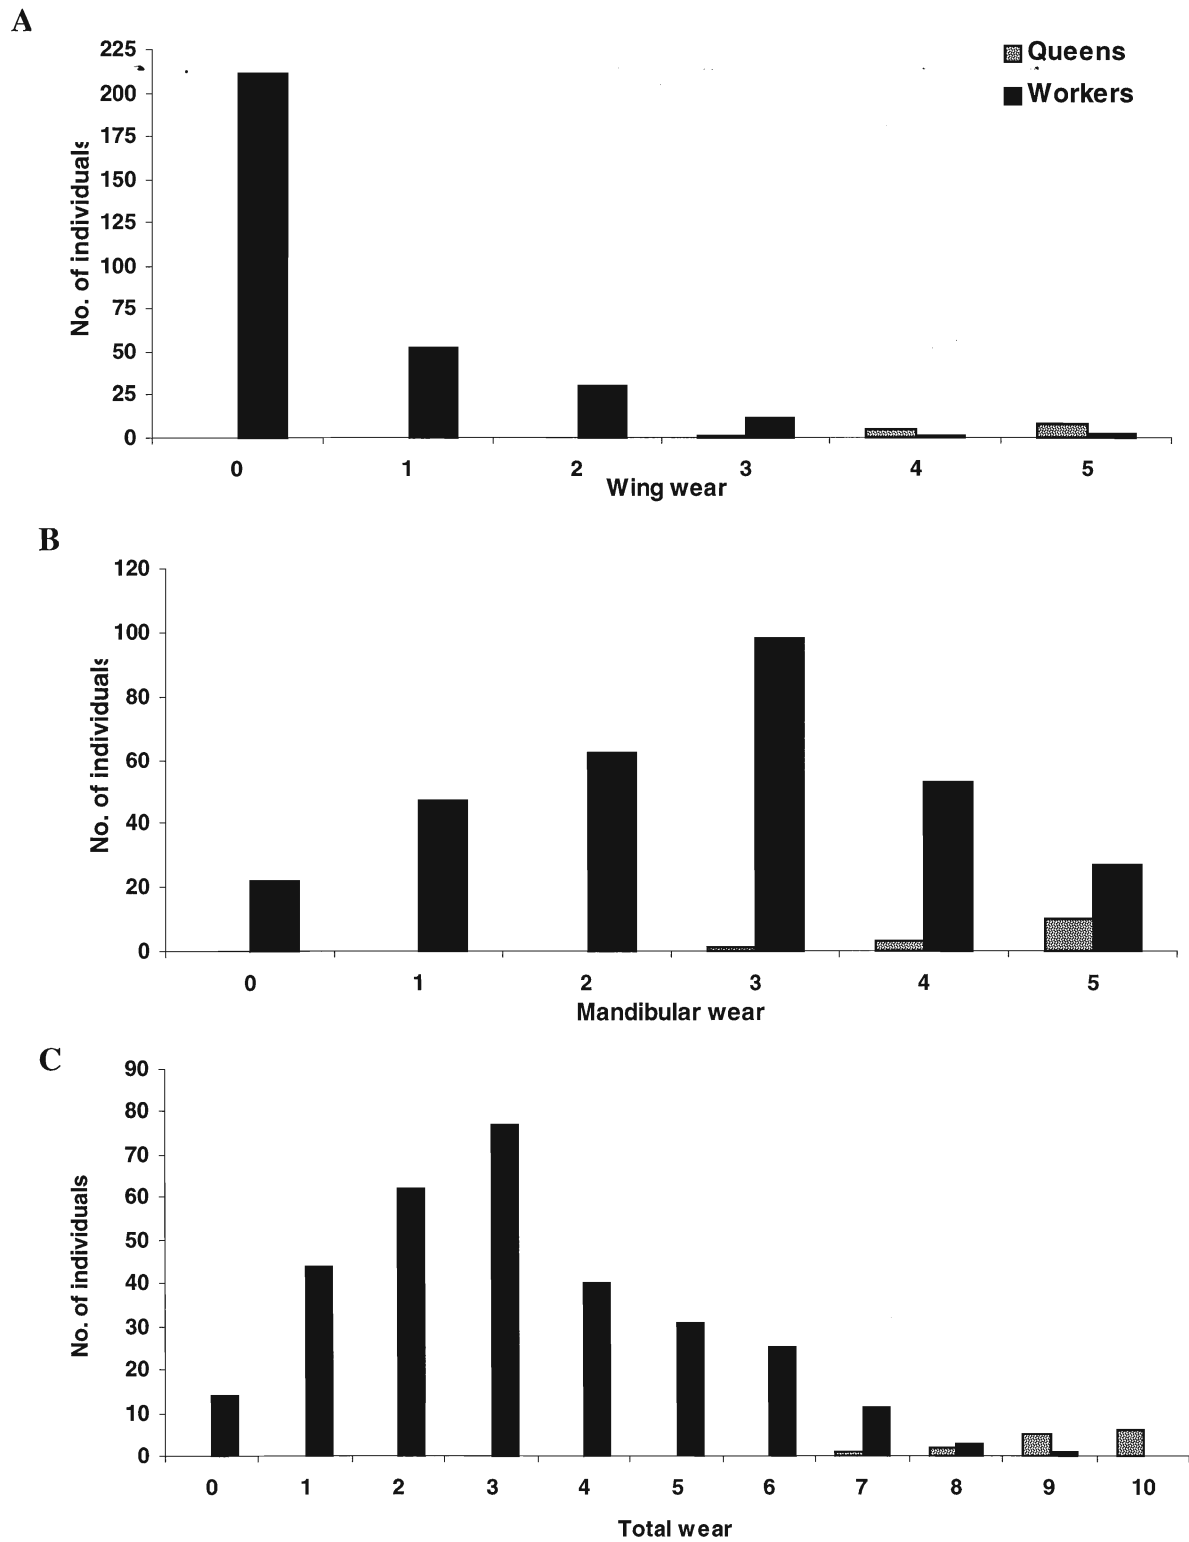 A
Queens
Workers
225
200
175
150
125
100
75
50
25
0
No. of individuals
0 1 2 3 4 5
Wing wear
B
120
100
80
60
40
20
0
No. of individuals
0 1 2 3 4 5
Mandibular wear
C
90
80
70
60
50
40
30
20
10
0
No. of individuals
0 1 2 3 4 5 6 7 8 9 10
Total wear